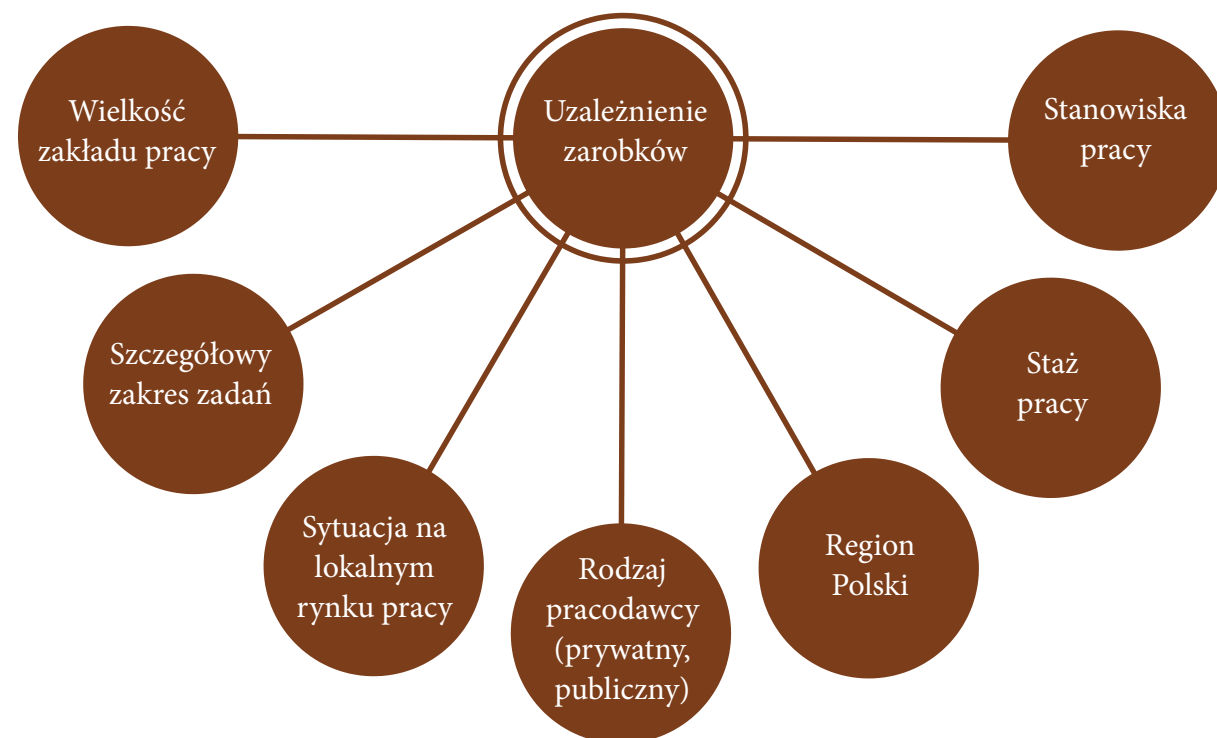 Wielkość
zakładu pracy
Uzależnienie
zarobków
Stanowiska
pracy
Szczegółowy
zakres zadań
Staż
pracy
Sytuacja na
lokalnym
rynku pracy
Rodzaj
pracodawcy
(prywatny,
publiczny)
Region
Polski